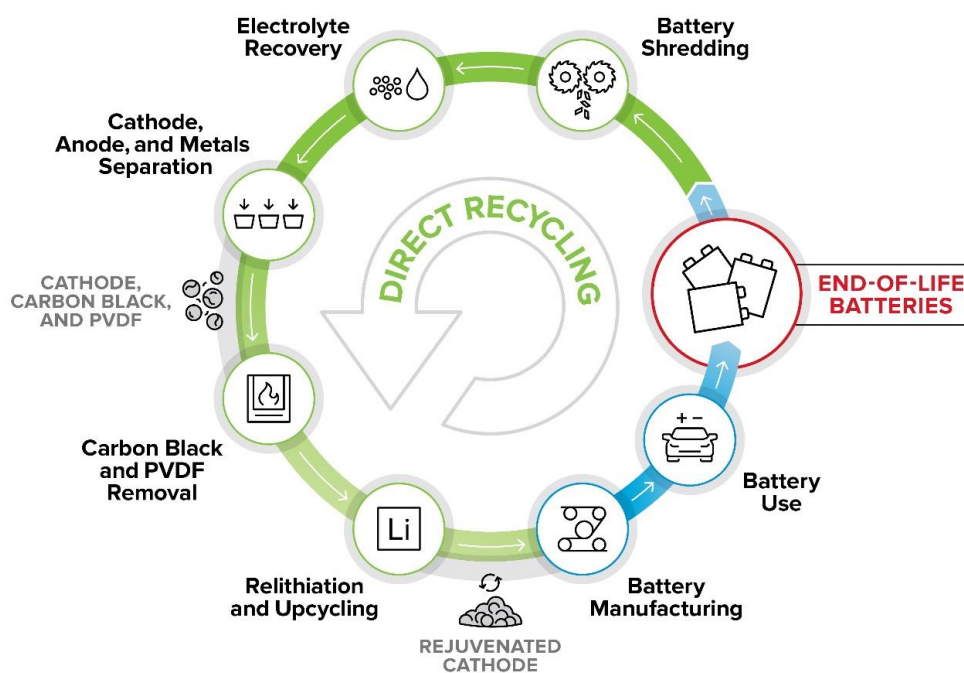 Electrolyte
Recovery
Battery
Shredding
Cathode,
Anode, and Metals
Separation
DIRECT RECYCLING
CATHODE,
CARBON BLACK,
AND PVDF
END-OF-LIFE
BATTERIES
+ −
Carbon Black
and PVDF
Removal
Battery
Use
Li
Relithiation
and Upcycling
Battery
Manufacturing
REJUVENATED
CATHODE